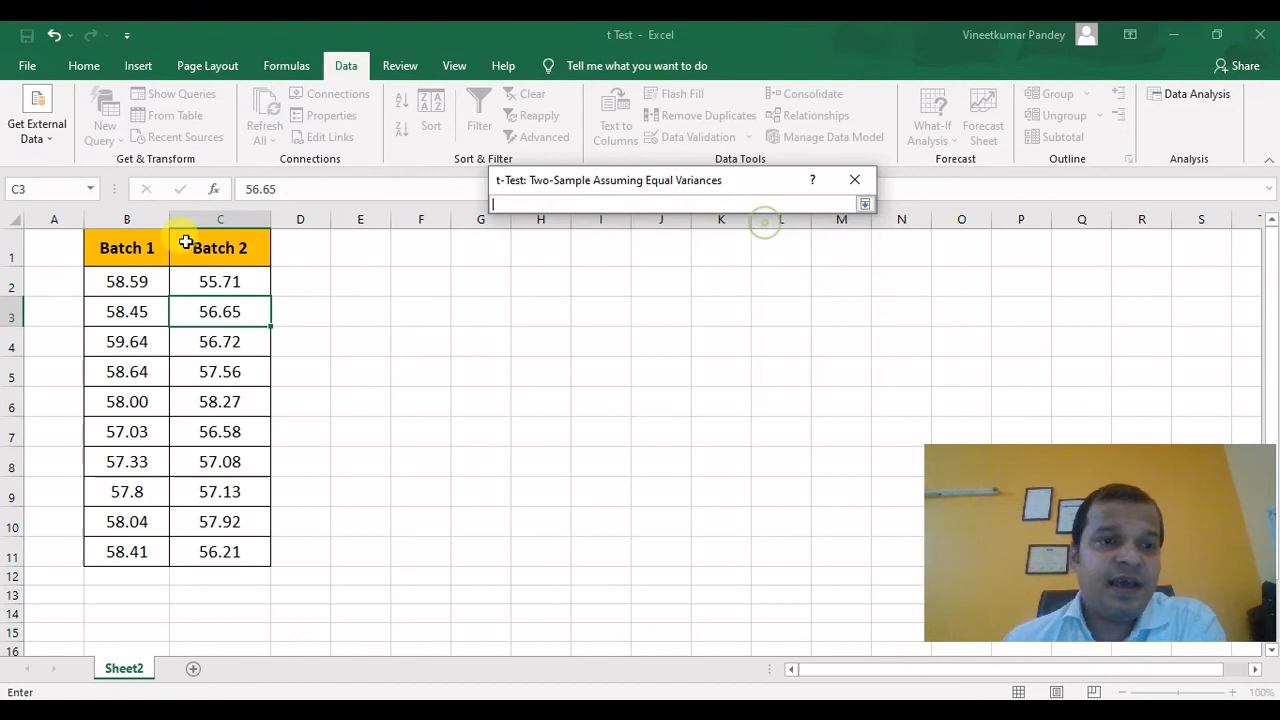 t Test - Excel
Vineetkumar Pandey
File Home Insert Page Layout Formulas Data Review View Help Tell me what you want to do Share
Get External Data
New Query
Show Queries
From Table
Recent Sources
Get & Transform
Refresh All
Connections
Properties
Edit Links
Connections
Sort
Filter
Clear
Reapply
Advanced
Sort & Filter
Text to Columns
Flash Fill
Remove Duplicates
Data Validation
Consolidate
Relationships
Manage Data Model
Data Tools
What-If Analysis
Forecast Sheet
Forecast
Group
Ungroup
Subtotal
Outline
Data Analysis
Analysis
C3 fx 56.65
t-Test: Two-Sample Assuming Equal Variances ?
A B C D E F G H I J K L M N O P Q R S T
1 Batch 1 Batch 2
2 58.59 55.71
3 58.45 56.65
4 59.64 56.72
5 58.64 57.56
6 58.00 58.27
7 57.03 56.58
8 57.33 57.08
9 57.8 57.13
10 58.04 57.92
11 58.41 56.21
12
13
14
15
16
Sheet2
Enter
100%